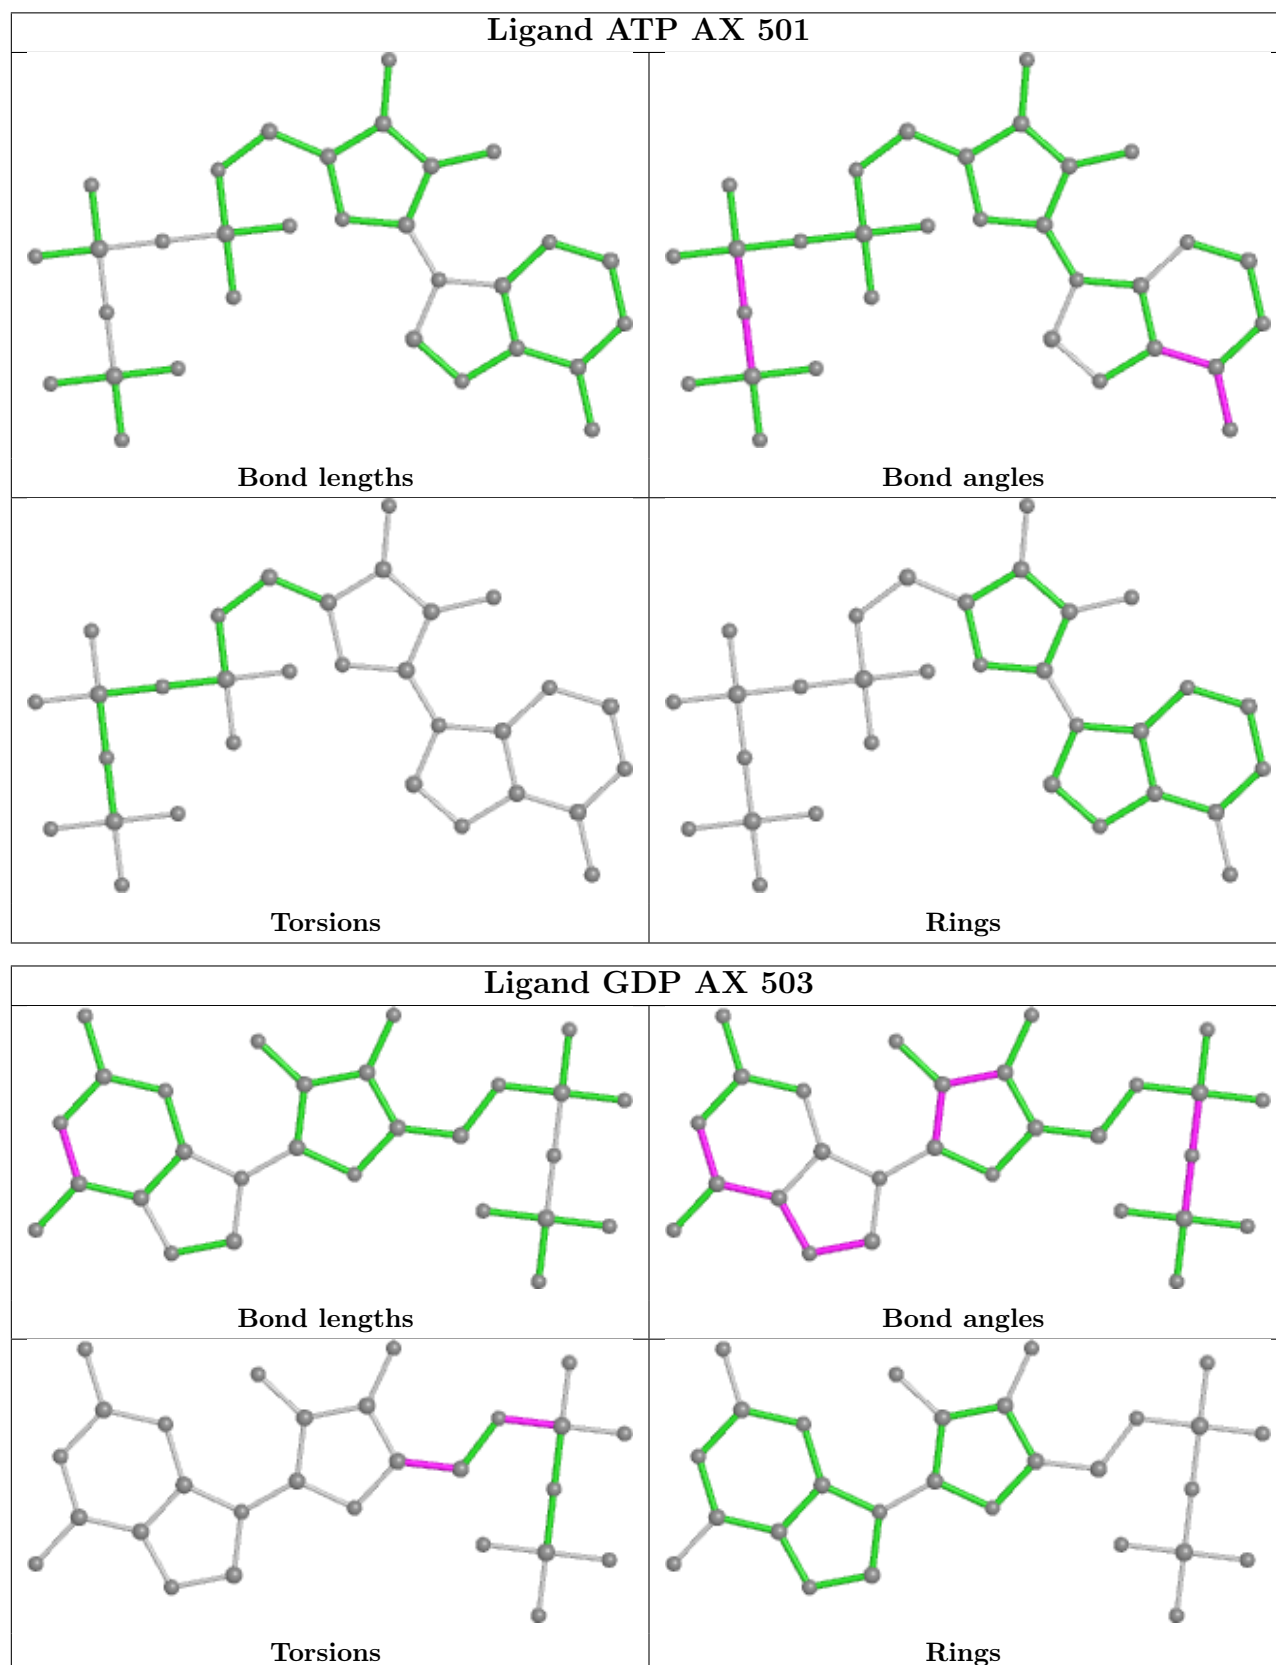 Ligand ATP AX 501
Bond lengths
Bond angles
Torsions
Rings
Ligand GDP AX 503
Bond lengths
Bond angles
Torsions
Rings